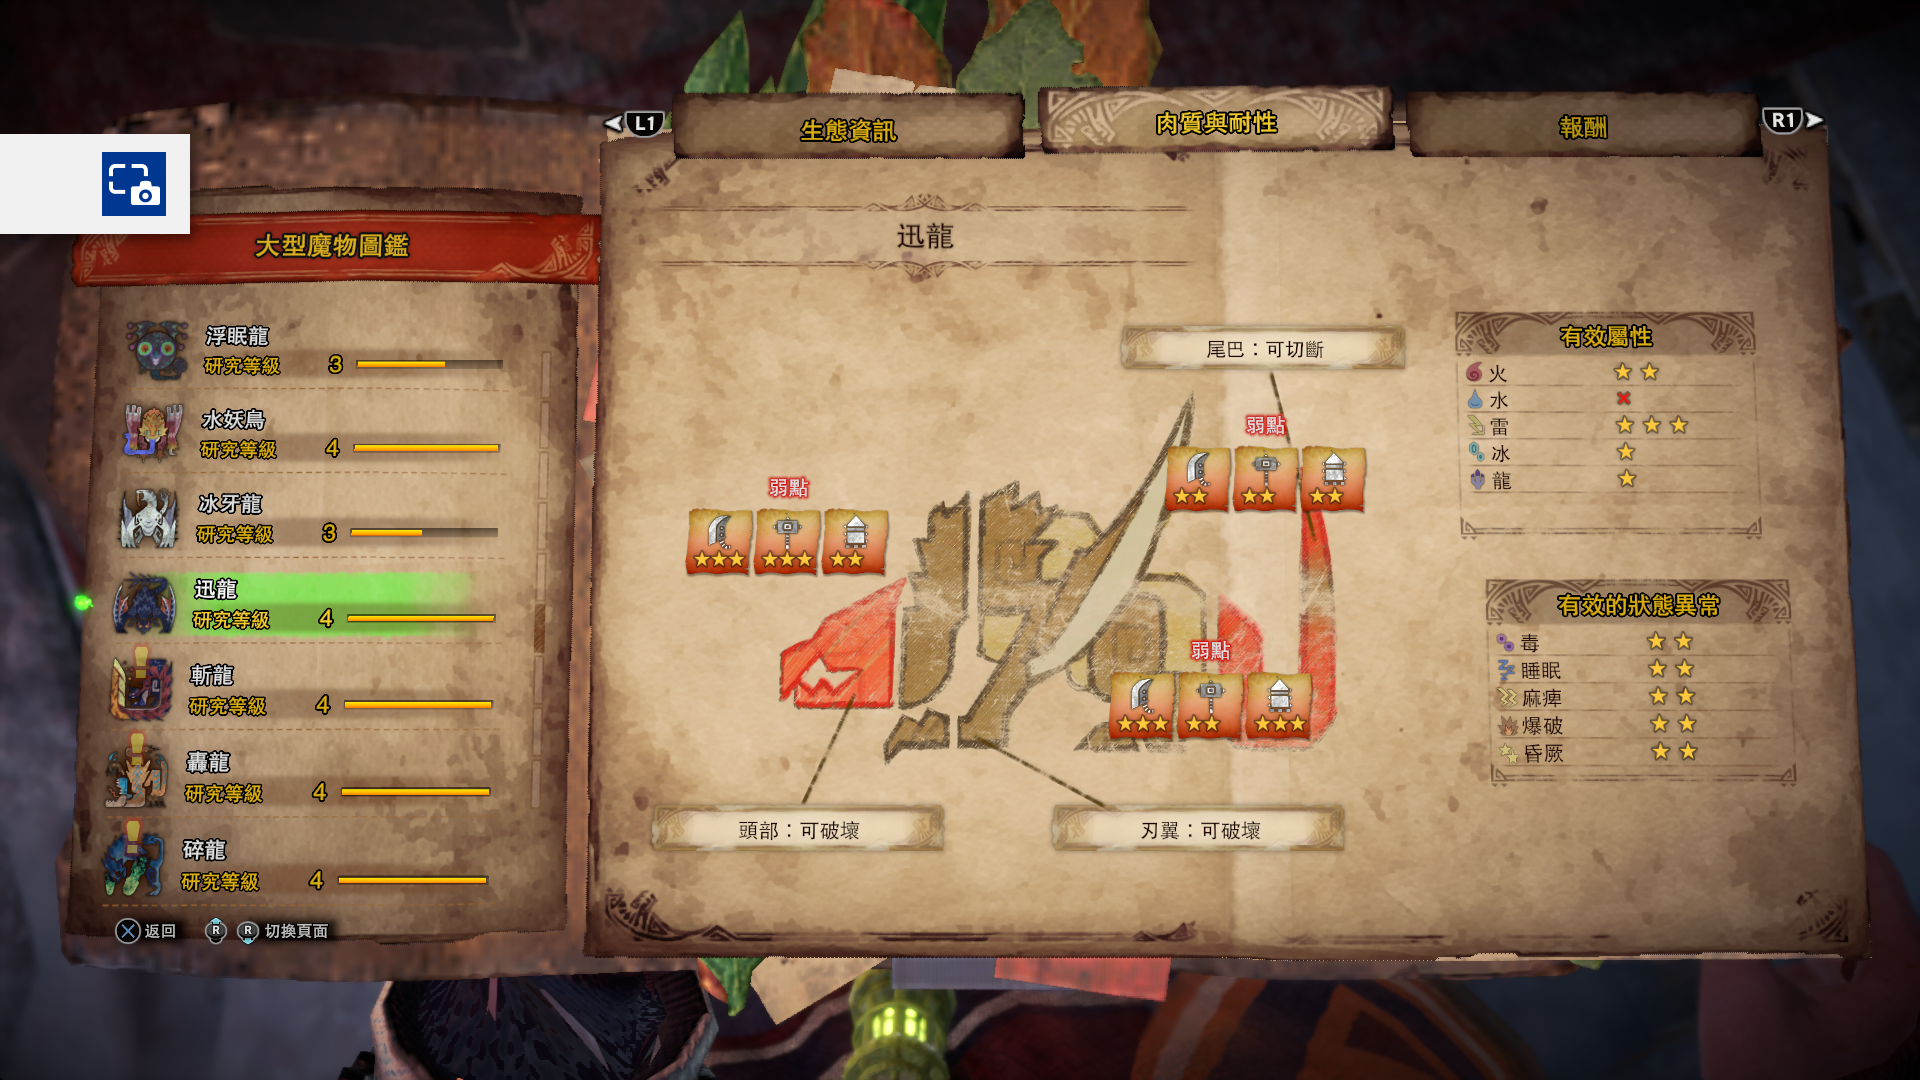 L1
生態資訊
肉質與耐性
報酬
R1
大型魔物圖鑑
浮眠龍
研究等級 3
水妖鳥
研究等級 4
冰牙龍
研究等級 3
迅龍
研究等級 4
斬龍
研究等級 4
轟龍
研究等級 4
碎龍
研究等級 4
返回 R R 切換頁面
迅龍
尾巴：可切斷
弱點
弱點
弱點
頭部：可破壞
刃翼：可破壞
有效屬性
火
水
雷
冰
龍
有效的狀態異常
毒
睡眠
麻痺
爆破
昏厥